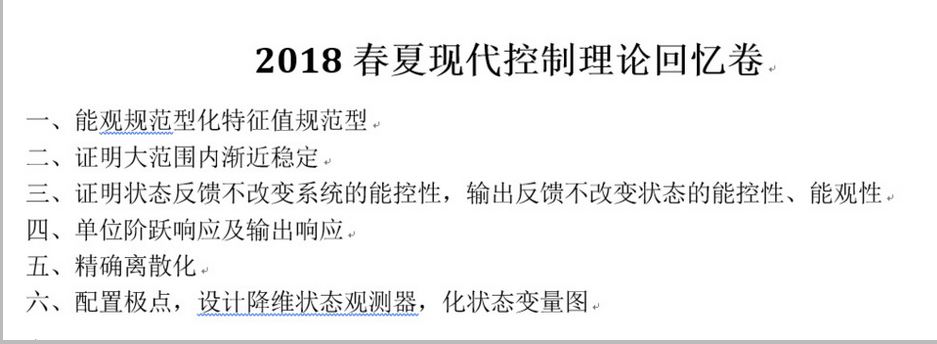 2018 春夏现代控制理论回忆卷
一、能观规范型化特征值规范型
二、证明大范围内渐近稳定
三、证明状态反馈不改变系统的能控性，输出反馈不改变状态的能控性、能观性
四、单位阶跃响应及输出响应
五、精确离散化
六、配置极点，设计降维状态观测器，化状态变量图